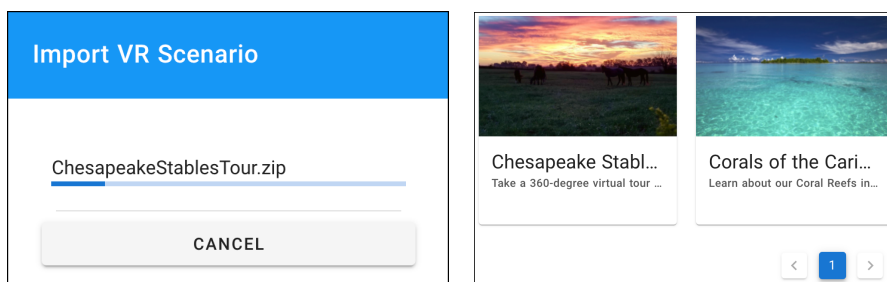 Import VR Scenario
ChesapeakeStablesTour.zip
CANCEL
Chesapeake Stabl...
Take a 360-degree virtual tour ...
Corals of the Cari...
Learn about our Coral Reefs in...
1